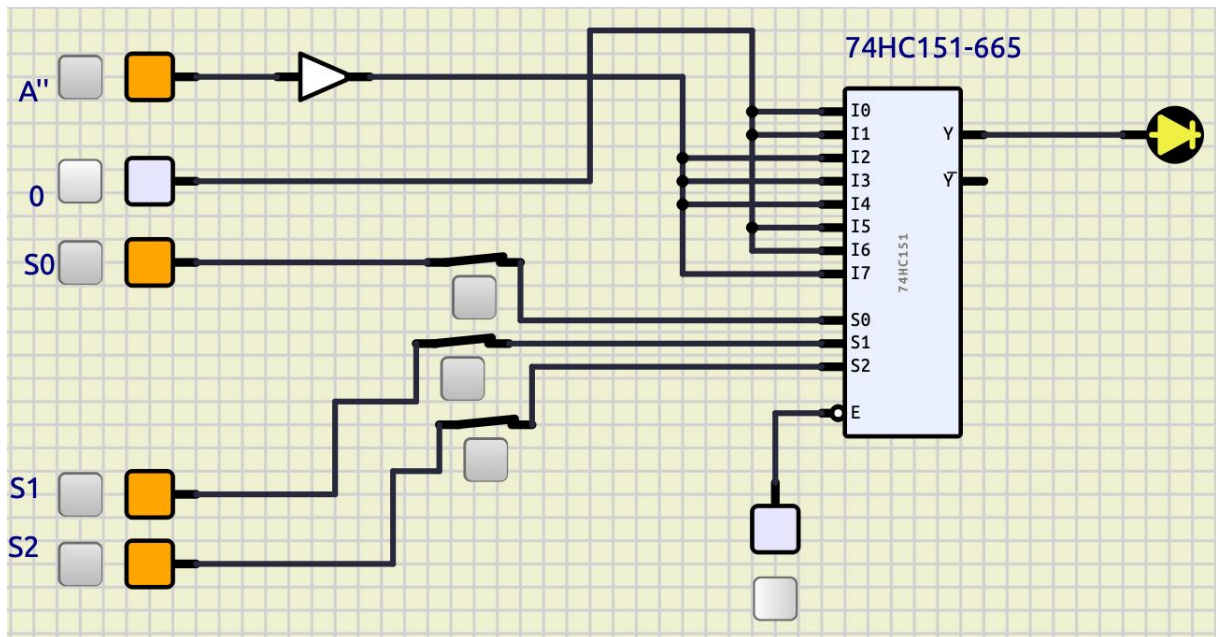 74HC151-665
A"
0
S0
S1
S2
I0
I1
I2
I3
I4
I5
I6
I7
S0
S1
S2
E
Y
Y̅
74HC151